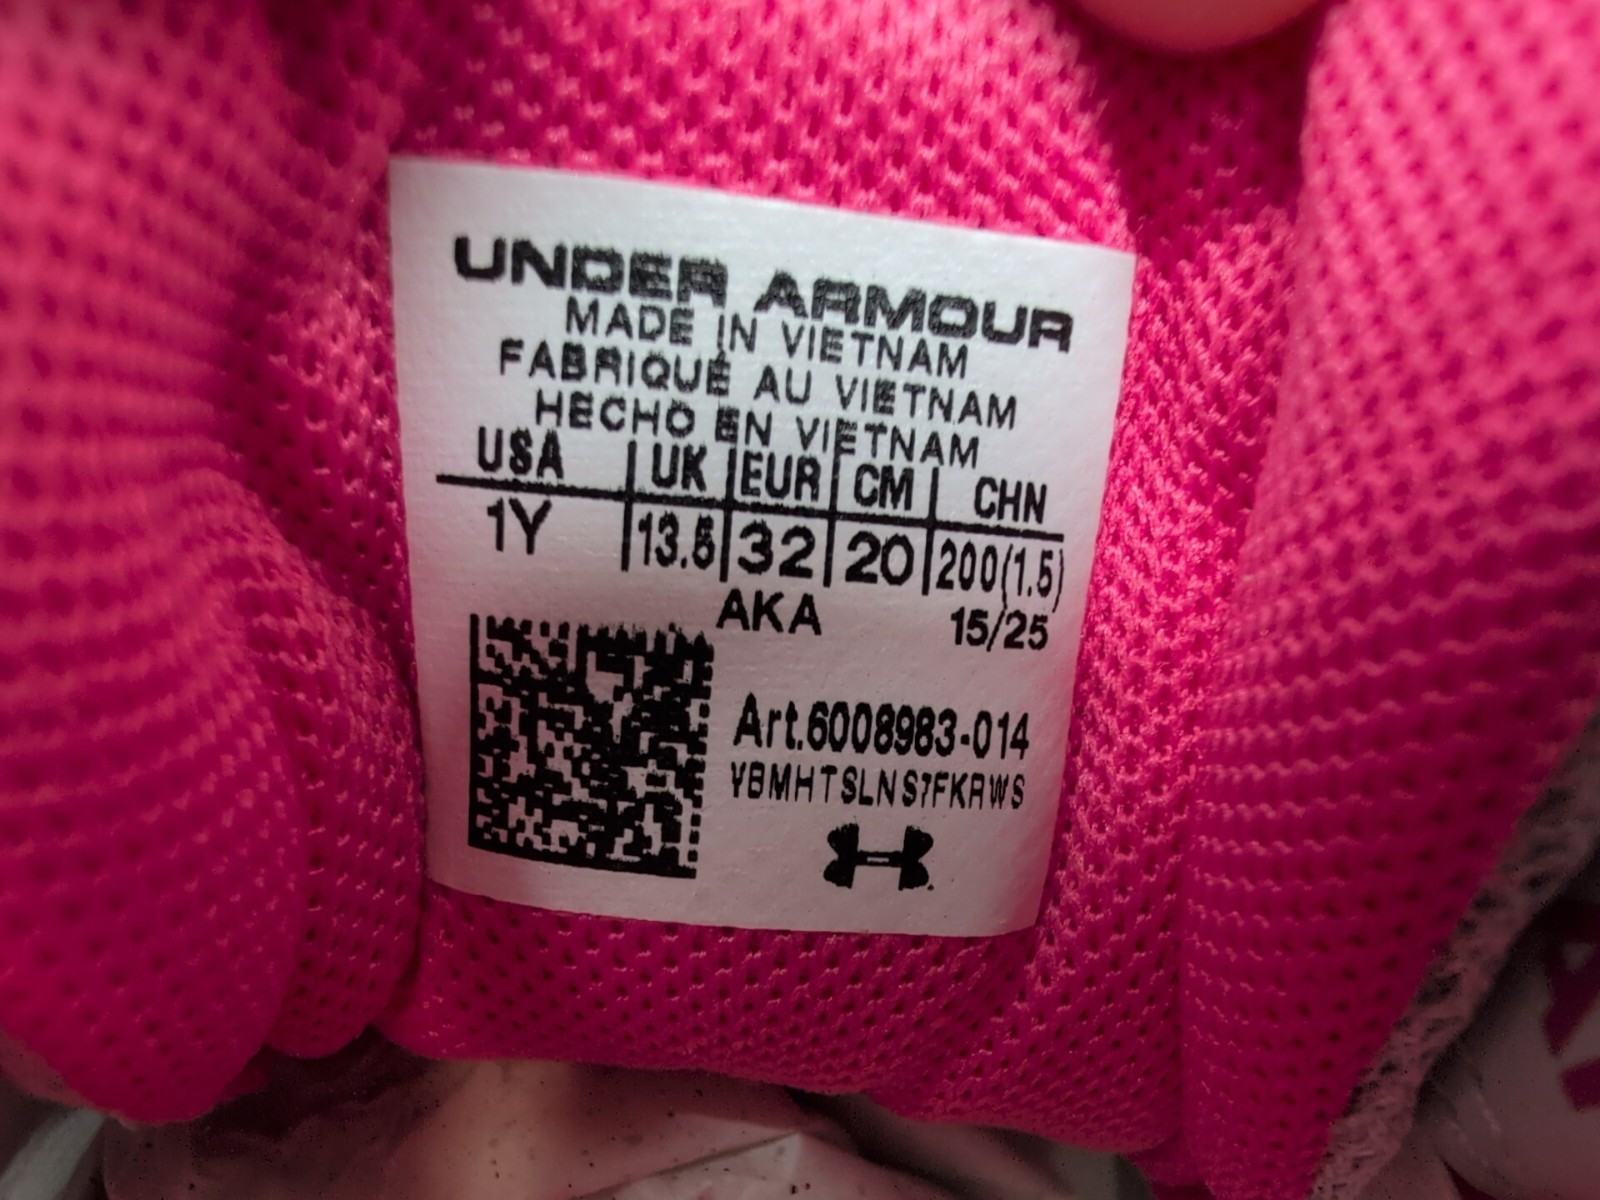 UNDER ARMOUR
MADE IN VIETNAM
FABRIQUÉ AU VIETNAM
HECHO EN VIETNAM
USA UK EUR CM CHN
1Y 13.5 32 20 200(1.5)
AKA 15/25
Art.6008983-014
YBMHTSLNS7FKRWS